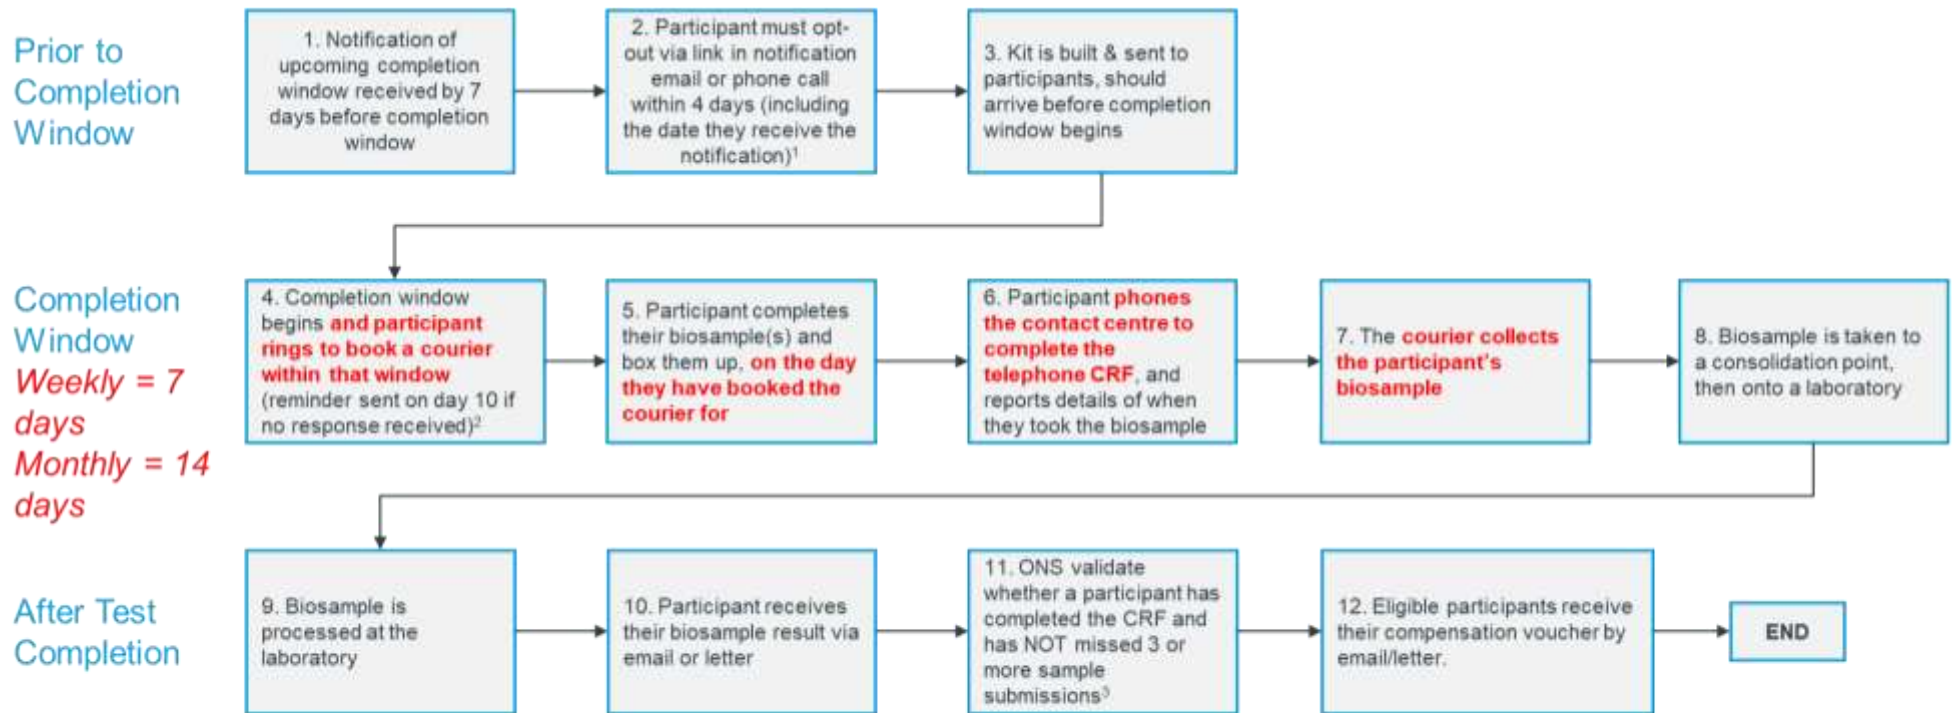 Prior to
Completion
Window
1. Notification of
upcoming completion
window received by 7
days before completion
window
2. Participant must opt-
out via link in notification
email or phone call
within 4 days (including
the date they receive the
notification)¹
3. Kit is built & sent to
participants, should
arrive before completion
window begins
Completion
Window
Weekly = 7
days
Monthly = 14
days
4. Completion window
begins and participant
rings to book a courier
within that window
(reminder sent on day 10 if
no response received)²
5. Participant completes
their biosample(s) and
box them up, on the day
they have booked the
courier for
6. Participant phones
the contact centre to
complete the
telephone CRF, and
reports details of when
they took the biosample
7. The courier collects
the participant's
biosample
8. Biosample is taken to
a consolidation point,
then onto a laboratory
After Test
Completion
9. Biosample is
processed at the
laboratory
10. Participant receives
their biosample result via
email or letter
11. ONS validate
whether a participant has
completed the CRF and
has NOT missed 3 or
more sample
submissions³
12. Eligible participants receive
their compensation voucher by
email/letter.
END